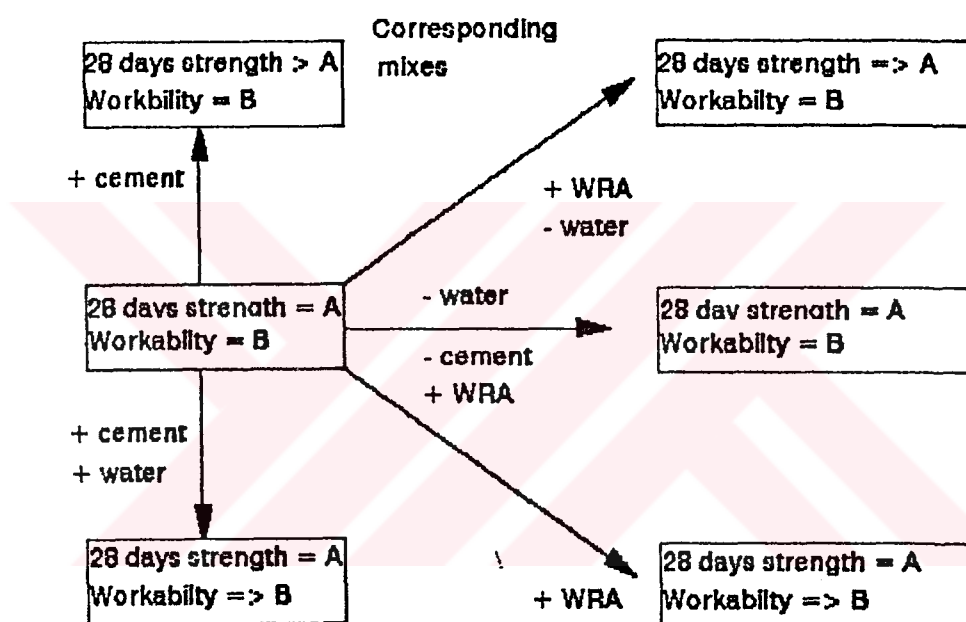 Corresponding
mixes
28 days strength > A
Workbility = B
28 days strength => A
Workabilty = B
+ cement
+ WRA
- water
28 days strength = A
Workabilty = B
- water
- cement
+ WRA
28 day strength = A
Workabilty = B
+ cement
+ water
28 days strength = A
Workabilty => B
+ WRA
28 days strength = A
Workabilty => B